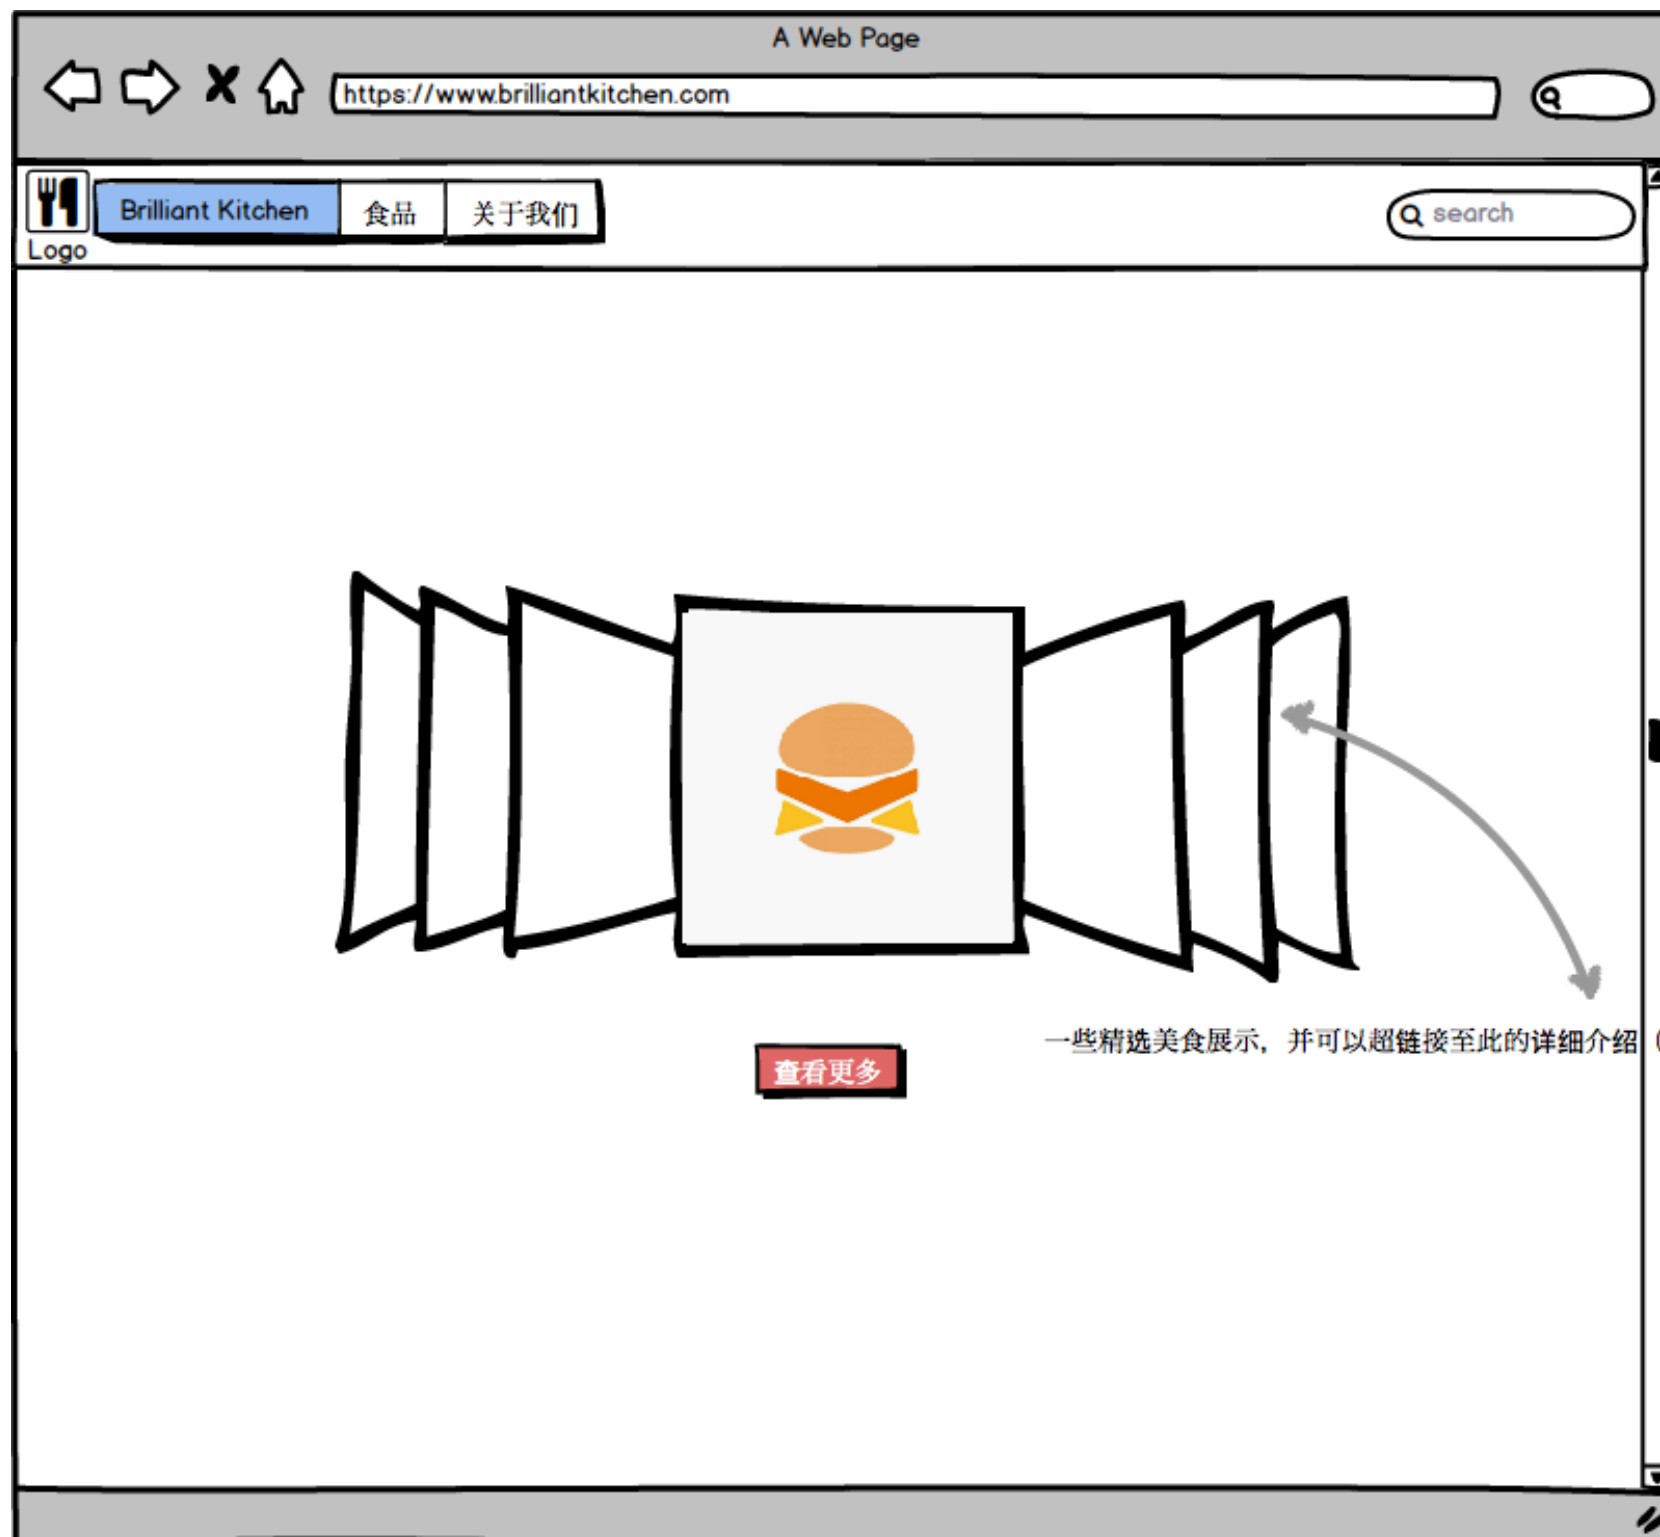 A Web Page
https://www.brilliantkitchen.com
Logo
Brilliant Kitchen
食品
关于我们
search
一些精选美食展示，并可以超链接至此的详细介绍（
查看更多